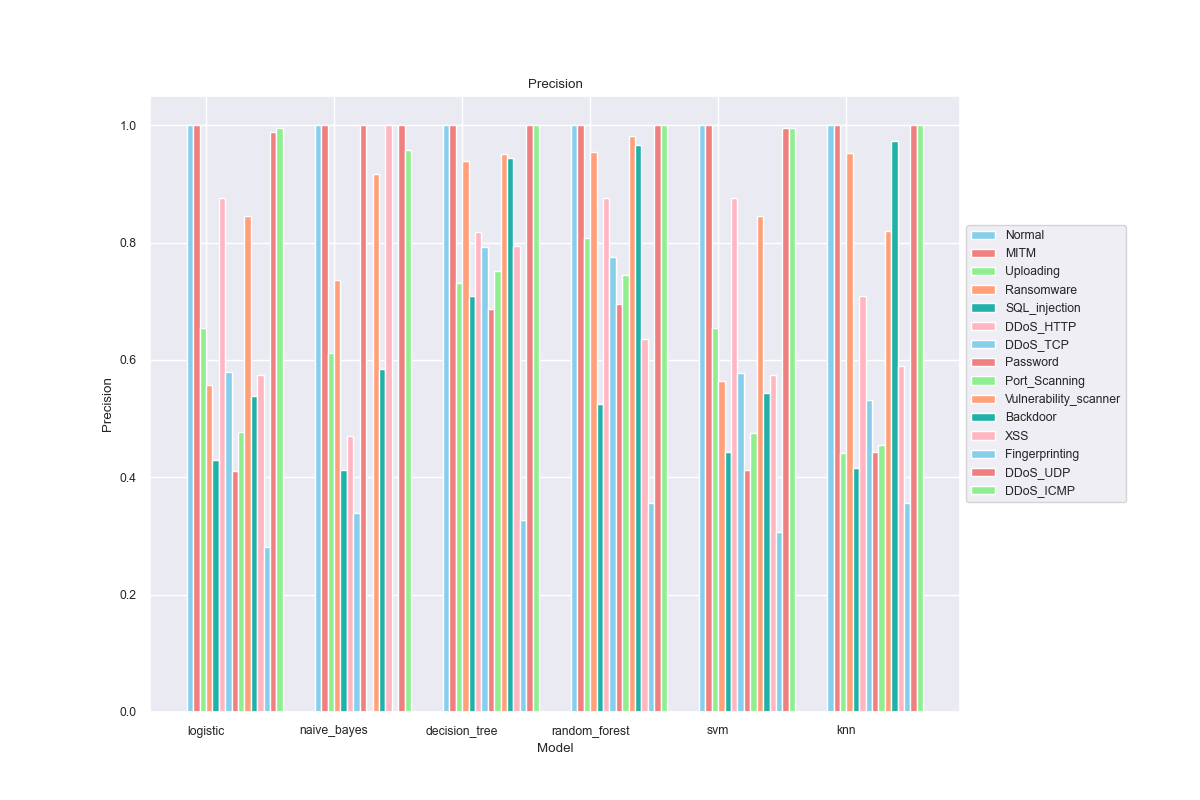 Precision
1.0
0.8
0.6
0.4
0.2
0.0
Precision
logistic
naive_bayes
decision_tree
random_forest
svm
knn
Model
Normal
MITM
Uploading
Ransomware
SQL_injection
DDoS_HTTP
DDoS_TCP
Password
Port_Scanning
Vulnerability_scanner
Backdoor
XSS
Fingerprinting
DDoS_UDP
DDoS_ICMP